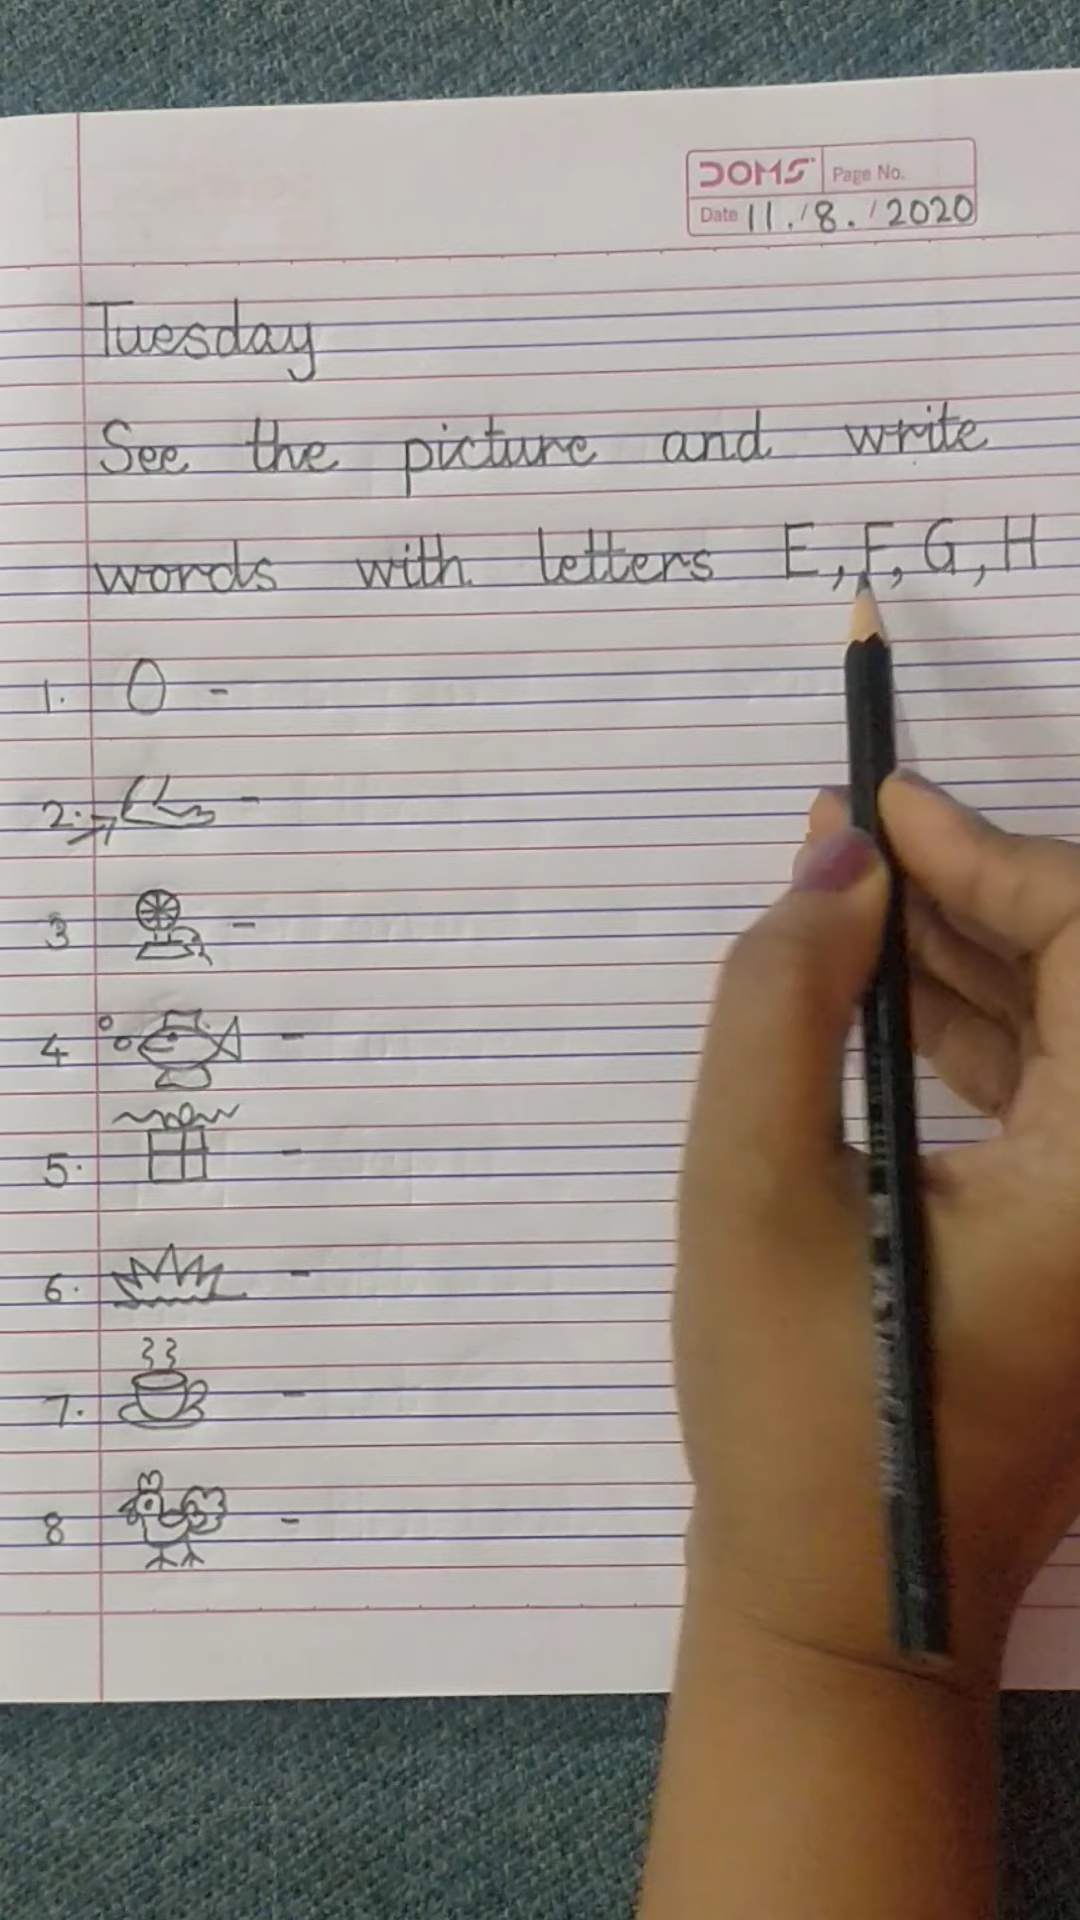 DOMS Page No.
Date 11./8./2020
Tuesday
See the picture and write
words with letters E, F, G, H
1. -
2. -
3 -
4 -
5. -
6. -
7. -
8 -